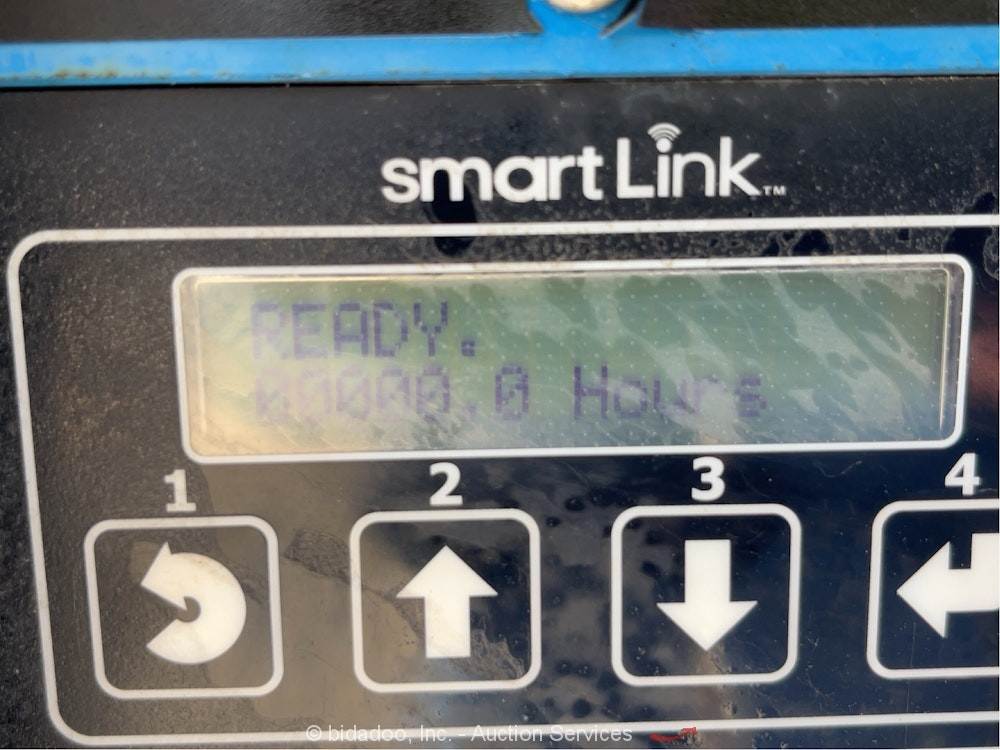 smart Link™
READY.
00000.0 Hours
1 2 3 4
© bidadoo, Inc. - Auction Services